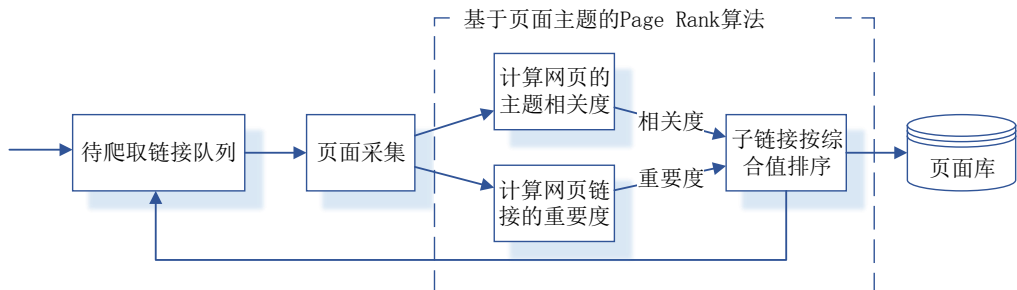 基于页面主题的Page Rank算法
计算网页的
主题相关度
相关度
待爬取链接队列
页面采集
子链接按综
合值排序
页面库
重要度
计算网页链
接的重要度